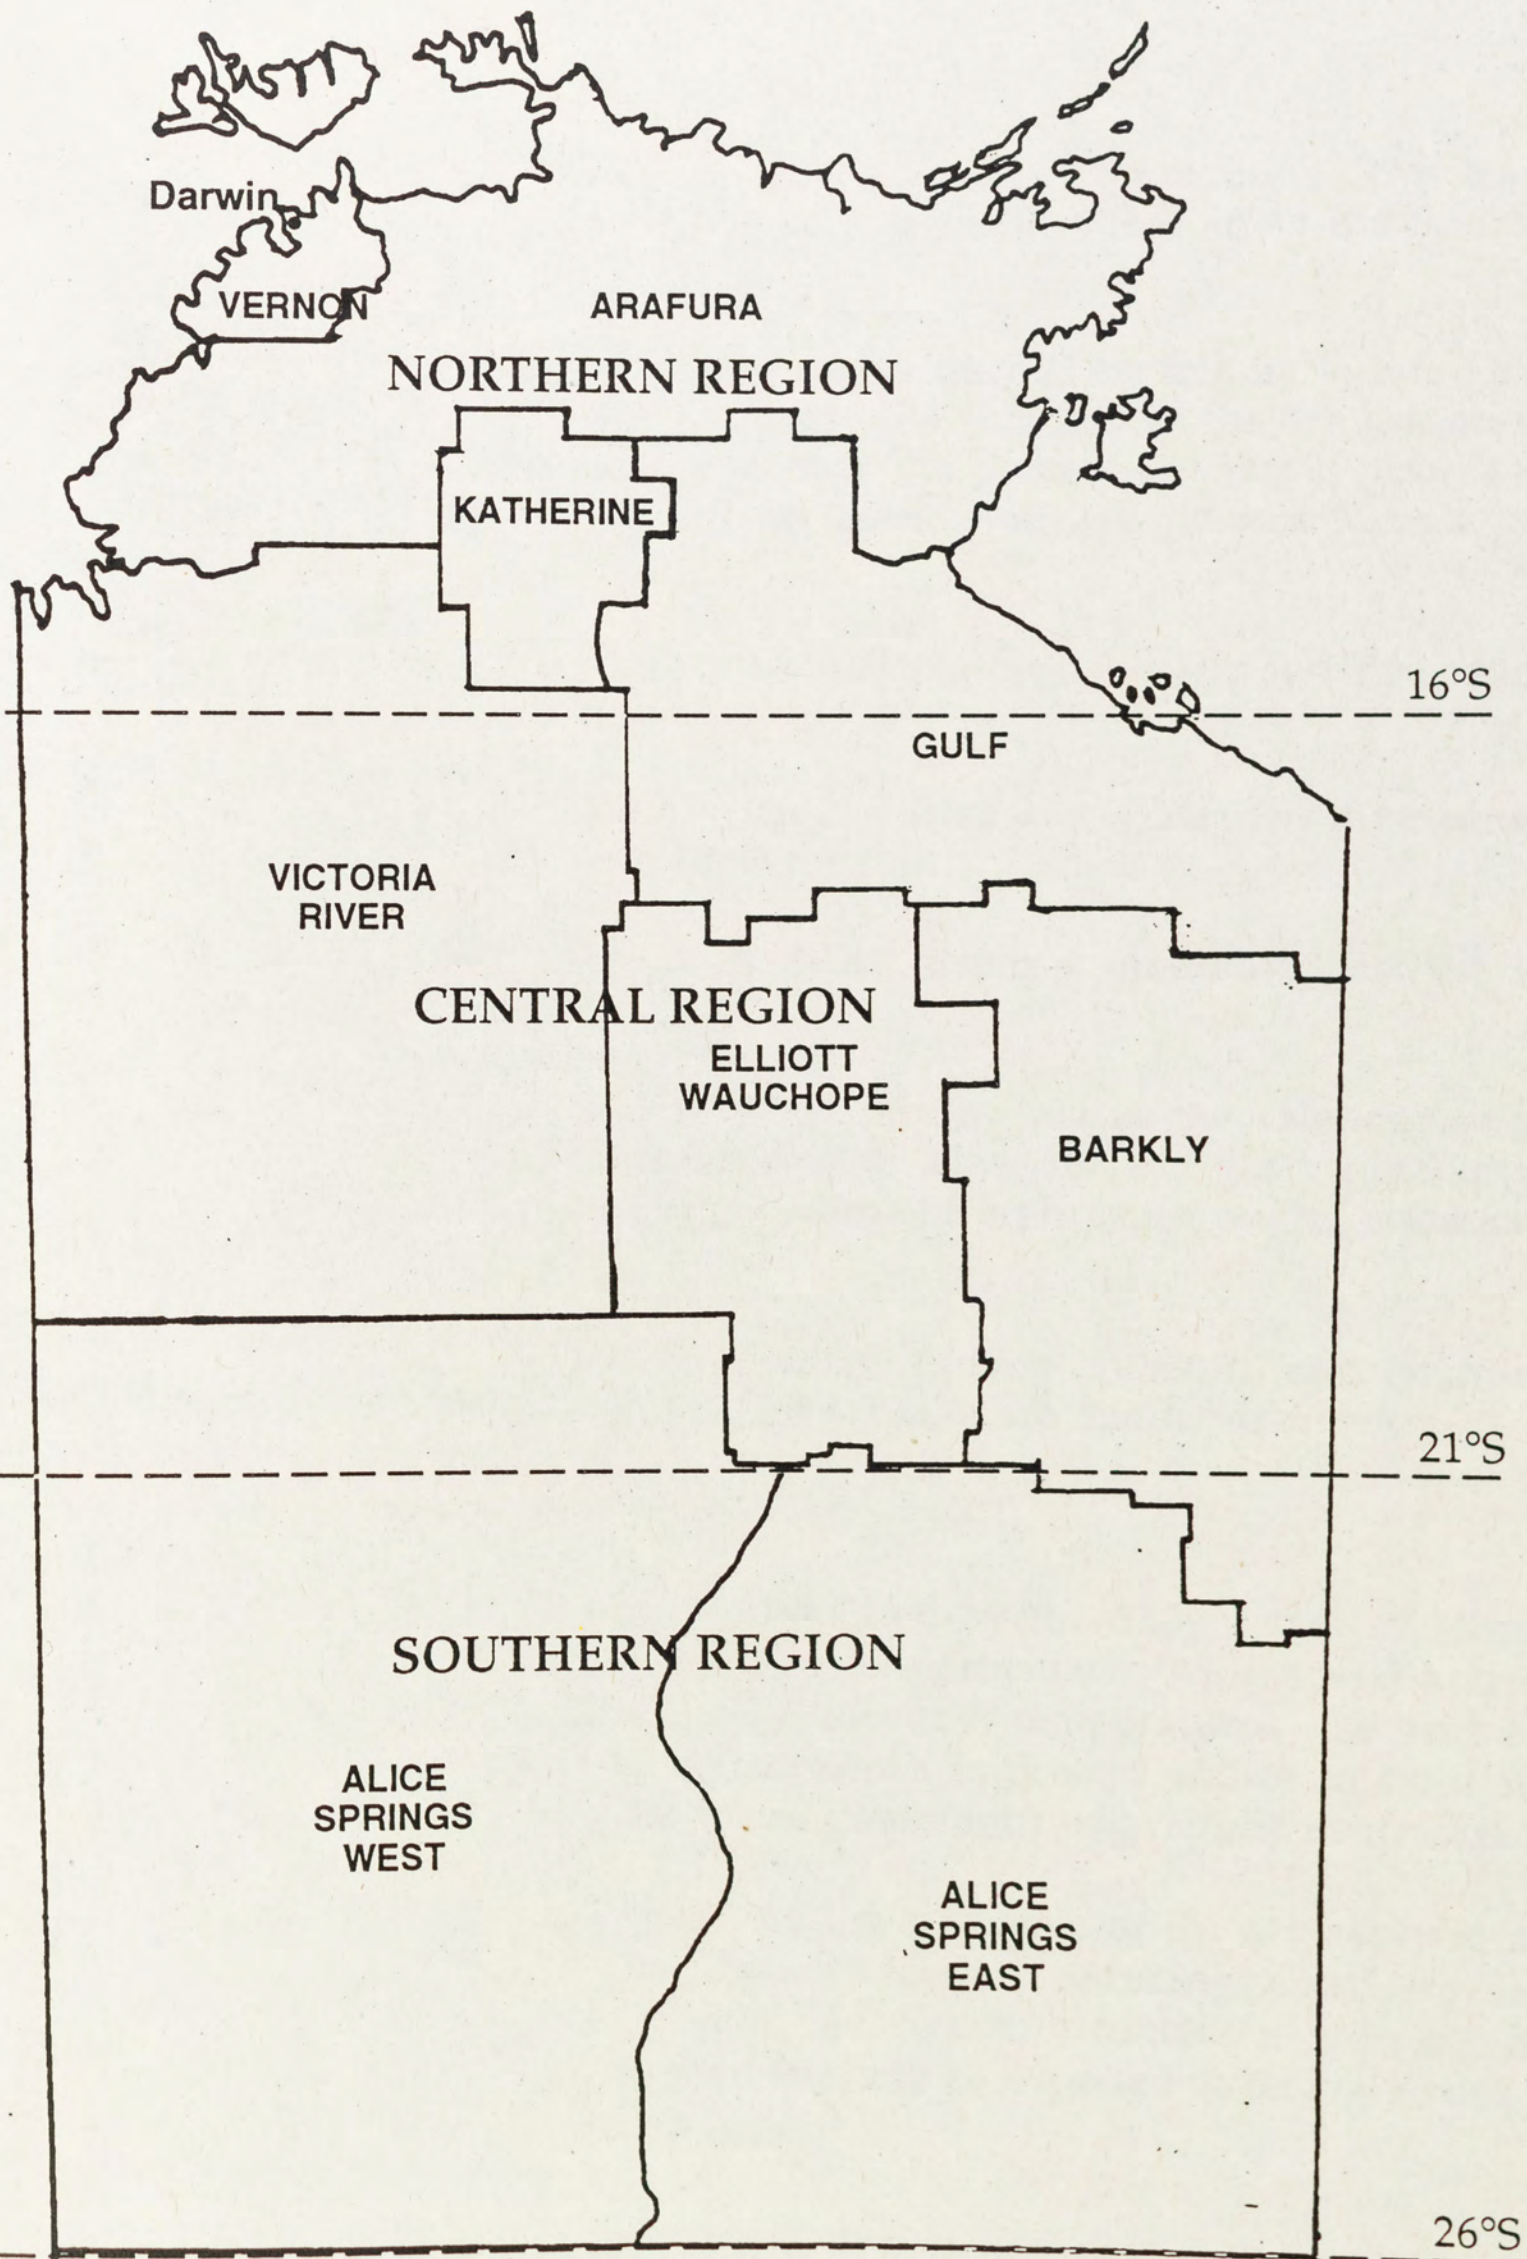 Darwin
VERNON
ARAFURA
NORTHERN REGION
KATHERINE
16°S
GULF
VICTORIA
RIVER
CENTRAL REGION
ELLIOTT
WAUCHOPE
BARKLY
21°S
SOUTHERN REGION
ALICE
SPRINGS
WEST
ALICE
SPRINGS
EAST
26°S